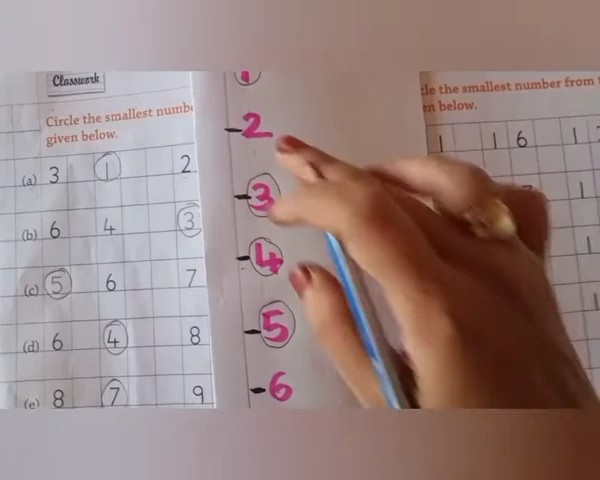 Classwork
Circle the smallest numbe
given below.
(a) 3 1 2
(b) 6 4 3
(c) 5 6 7
(d) 6 4 8
(e) 8 7 9
1
-2
-3
-4
-5
-6
cle the smallest number from
en below.
1 1 6 1
1
1